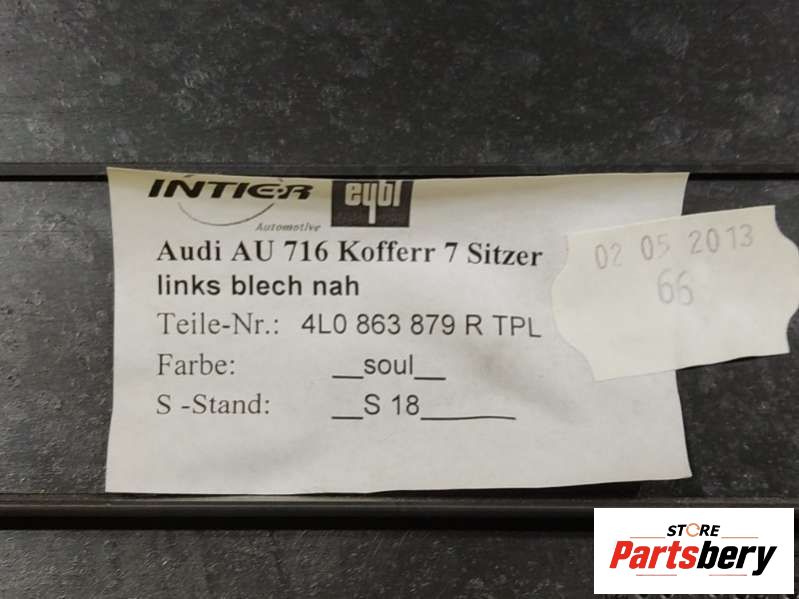 INTIER eybl
Automotive
Audi AU 716 Kofferr 7 Sitzer
links blech nah
Teile-Nr.: 4L0 863 879 R TPL
Farbe: __soul__
S -Stand: __S 18______
02 05 2013
66
STORE
Partsbery